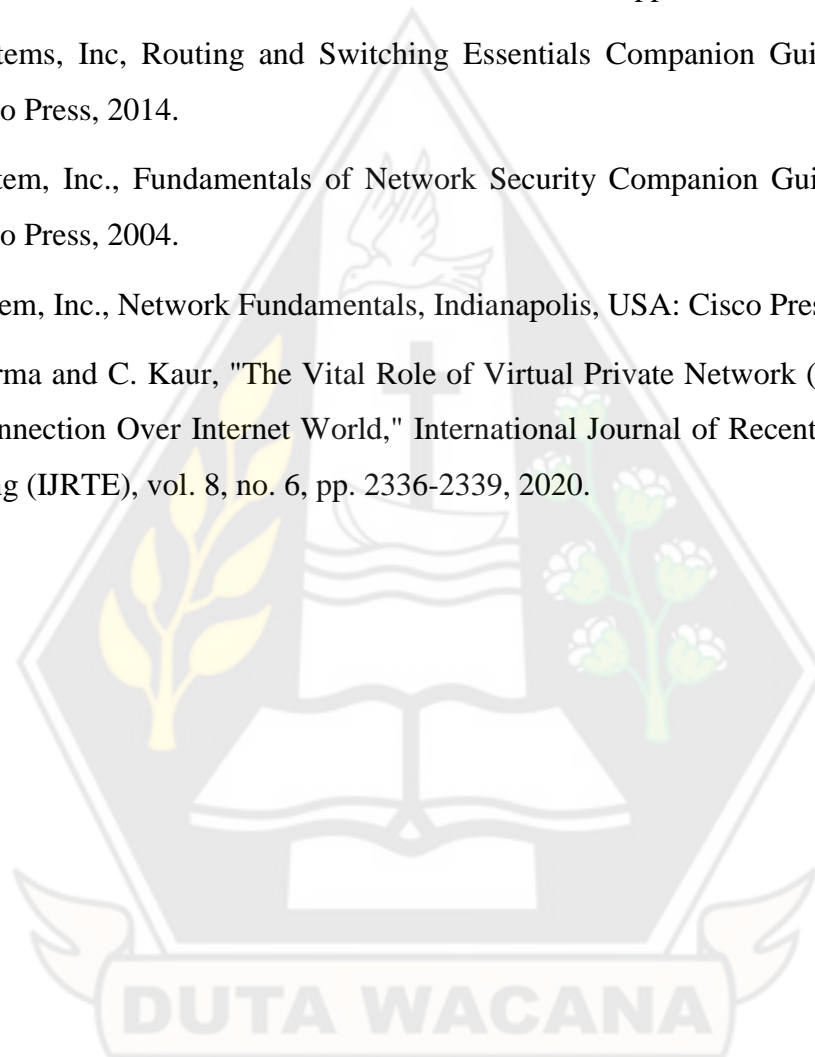 tems, Inc, Routing and Switching Essentials Companion Gui
o Press, 2014.
tem, Inc., Fundamentals of Network Security Companion Gui
o Press, 2004.
em, Inc., Network Fundamentals, Indianapolis, USA: Cisco Pres
rma and C. Kaur, "The Vital Role of Virtual Private Network (
nnection Over Internet World," International Journal of Recent
g (IJRTE), vol. 8, no. 6, pp. 2336-2339, 2020.
DUTA WACANA